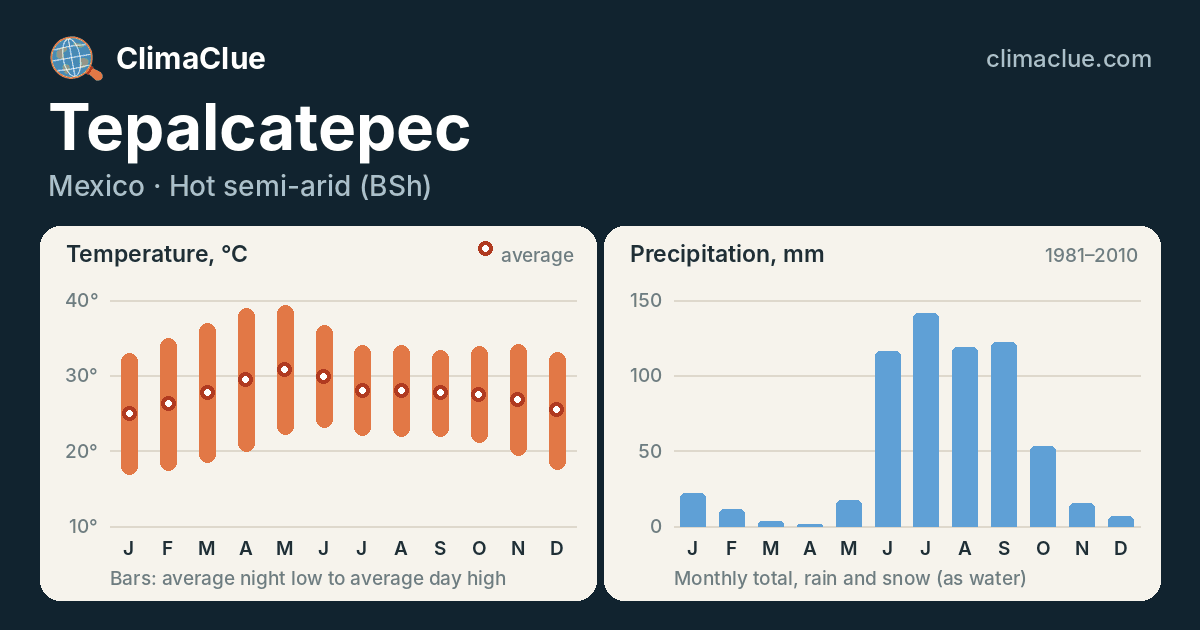 ClimaClue
climaclue.com
Tepalcatepec
Mexico · Hot semi-arid (BSh)
Temperature, °C
average
40°
30°
20°
10°
J F M A M J J A S O N D
Bars: average night low to average day high
Precipitation, mm
1981–2010
150
100
50
0
J F M A M J J A S O N D
Monthly total, rain and snow (as water)